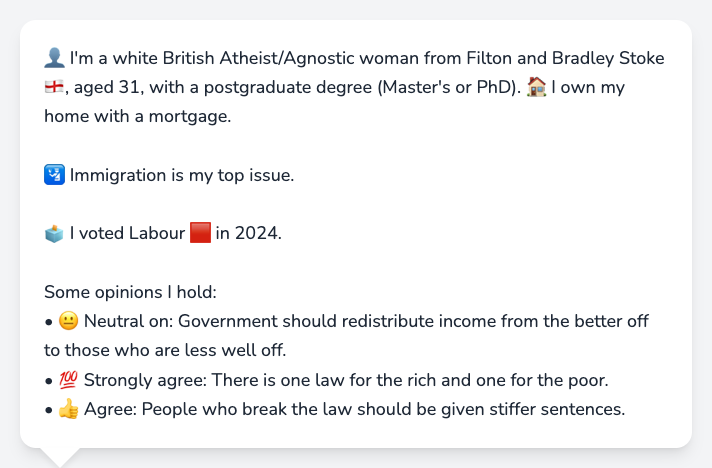 👤 I'm a white British Atheist/Agnostic woman from Filton and Bradley Stoke
🏴󠁧󠁢󠁥󠁮󠁧󠁿, aged 31, with a postgraduate degree (Master's or PhD). 🏠 I own my
home with a mortgage.
🛂 Immigration is my top issue.
🗳️ I voted Labour 🟥 in 2024.
Some opinions I hold:
• 😐 Neutral on: Government should redistribute income from the better off
to those who are less well off.
• 💯 Strongly agree: There is one law for the rich and one for the poor.
• 👍 Agree: People who break the law should be given stiffer sentences.